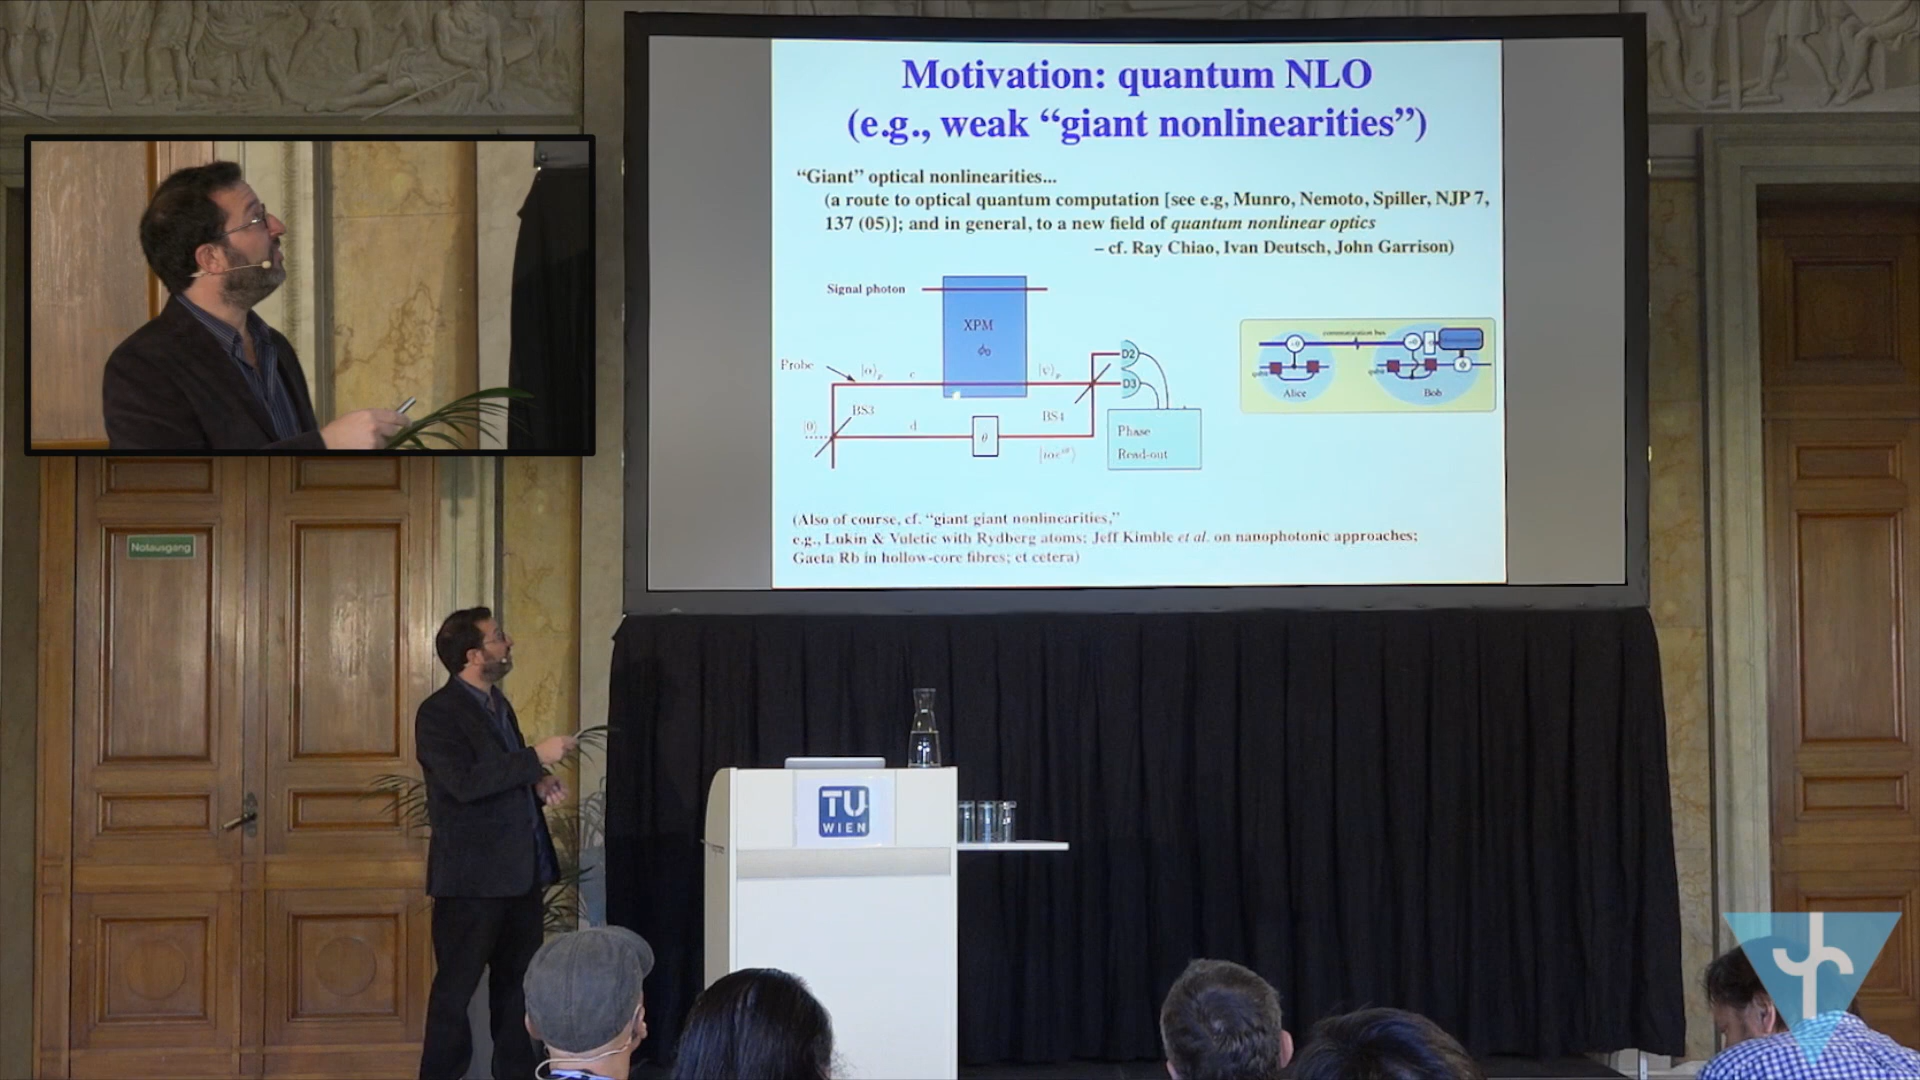 Motivation: quantum NLO
(e.g., weak “giant nonlinearities”)
“Giant” optical nonlinearities...
(a route to optical quantum computation [see e.g, Munro, Nemoto, Spiller, NJP 7,
137 (05)]; and in general, to a new field of quantum nonlinear optics
– cf. Ray Chiao, Ivan Deutsch, John Garrison)
Signal photon
XPM
ϕ₀
Probe
c
D2
D3
BS3
BS4
|0⟩
d
θ
Phase
Read-out
communication bus
Alice
Bob
(Also of course, cf. “giant giant nonlinearities,”
e.g., Lukin & Vuletic with Rydberg atoms; Jeff Kimble et al. on nanophotonic approaches;
Gaeta Rb in hollow-core fibres; et cetera)
Notausgang
TU
WIEN